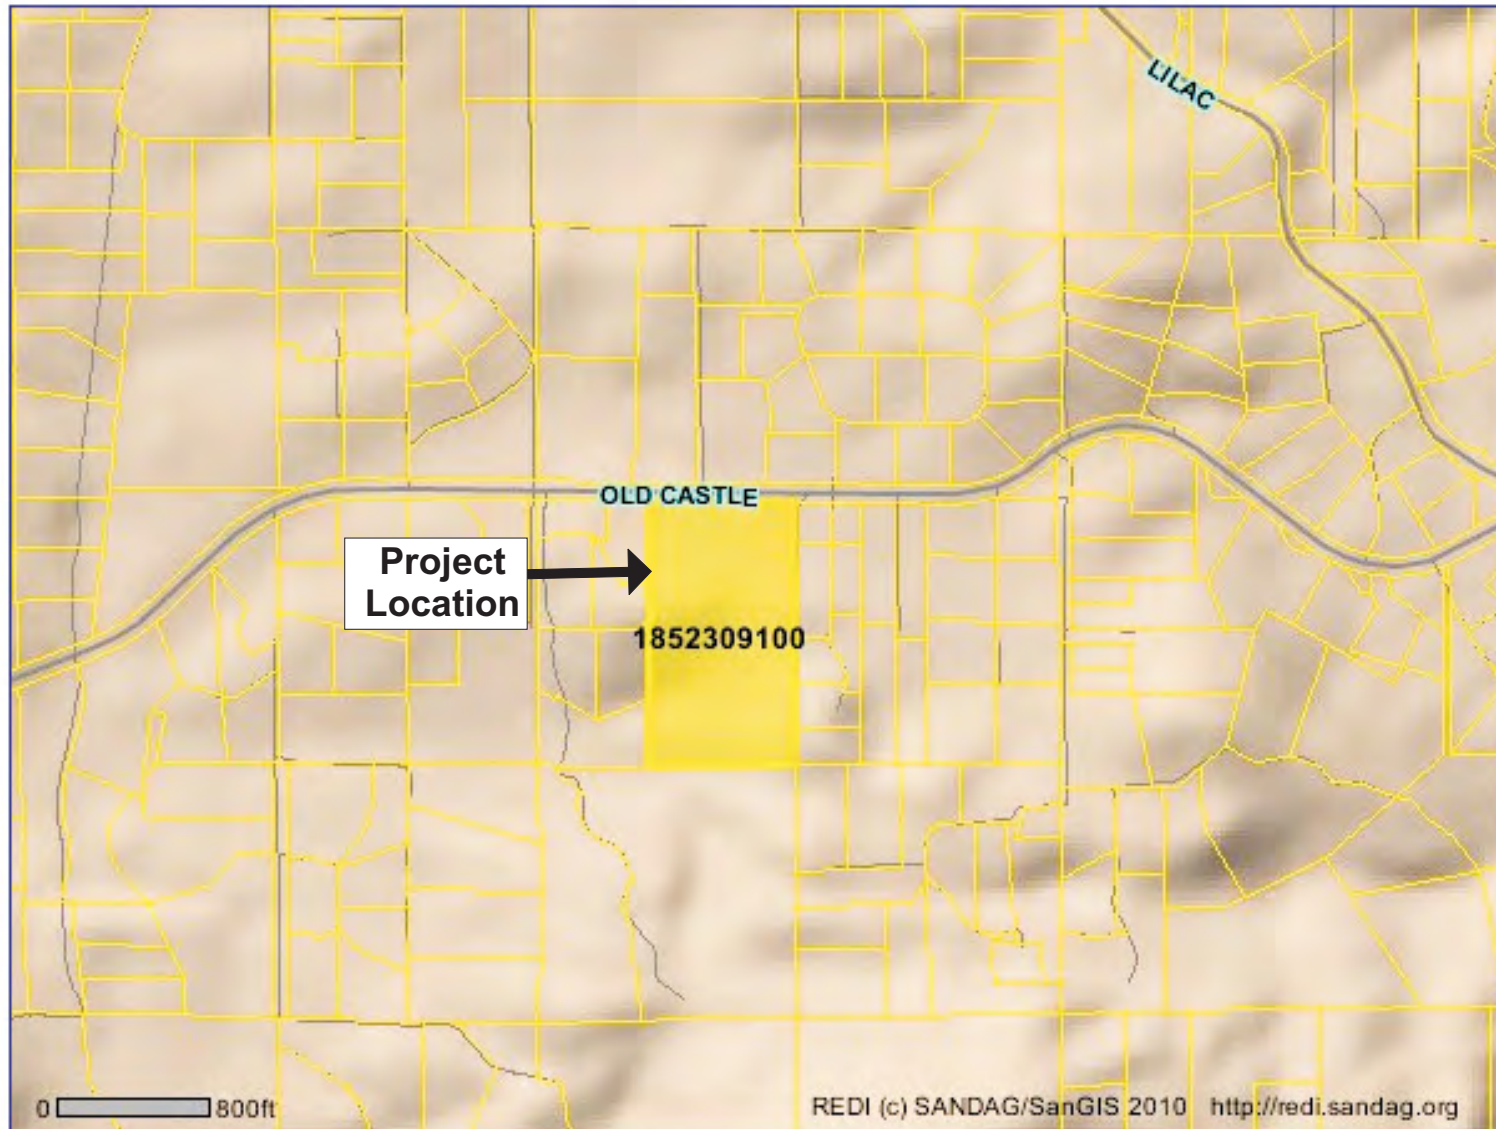 LILAC
OLD CASTLE
Project
Location
1852309100
0 800ft
REDI (c) SANDAG/SanGIS 2010 http://redi.sandag.org